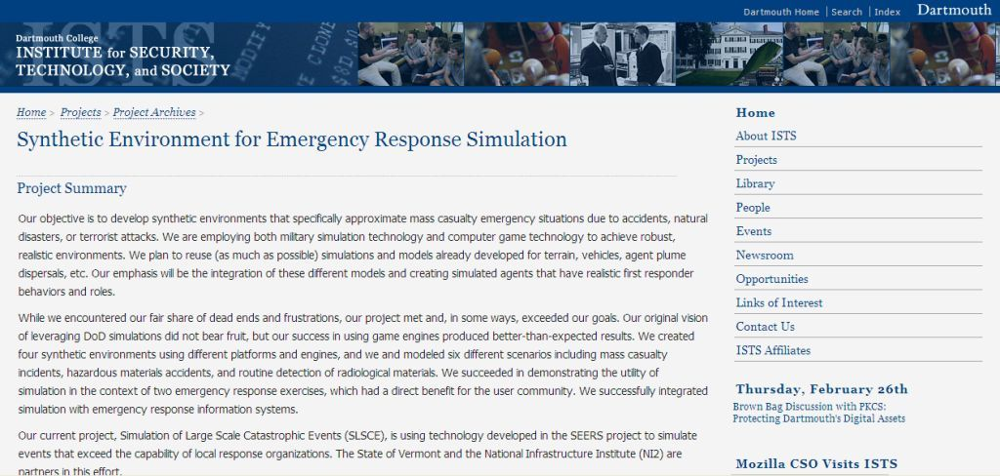 Dartmouth Home | Search | Index Dartmouth
Dartmouth College
INSTITUTE for SECURITY,
TECHNOLOGY, and SOCIETY
ISTS
MODIFY
Home > Projects > Project Archives >
Synthetic Environment for Emergency Response Simulation
Project Summary
Our objective is to develop synthetic environments that specifically approximate mass casualty emergency situations due to accidents, natural
disasters, or terrorist attacks. We are employing both military simulation technology and computer game technology to achieve robust,
realistic environments. We plan to reuse (as much as possible) simulations and models already developed for terrain, vehicles, agent plume
dispersals, etc. Our emphasis will be the integration of these different models and creating simulated agents that have realistic first responder
behaviors and roles.
While we encountered our fair share of dead ends and frustrations, our project met and, in some ways, exceeded our goals. Our original vision
of leveraging DoD simulations did not bear fruit, but our success in using game engines produced better-than-expected results. We created
four synthetic environments using different platforms and engines, and we and modeled six different scenarios including mass casualty
incidents, hazardous materials accidents, and routine detection of radiological materials. We succeeded in demonstrating the utility of
simulation in the context of two emergency response exercises, which had a direct benefit for the user community. We successfully integrated
simulation with emergency response information systems.
Our current project, Simulation of Large Scale Catastrophic Events (SLSCE), is using technology developed in the SEERS project to simulate
events that exceed the capability of local response organizations. The State of Vermont and the National Infrastructure Institute (NI2) are
partners in this effort.
Home
About ISTS
Projects
Library
People
Events
Newsroom
Opportunities
Links of Interest
Contact Us
ISTS Affiliates
Thursday, February 26th
Brown Bag Discussion with PKCS:
Protecting Dartmouth's Digital Assets
Mozilla CSO Visits ISTS